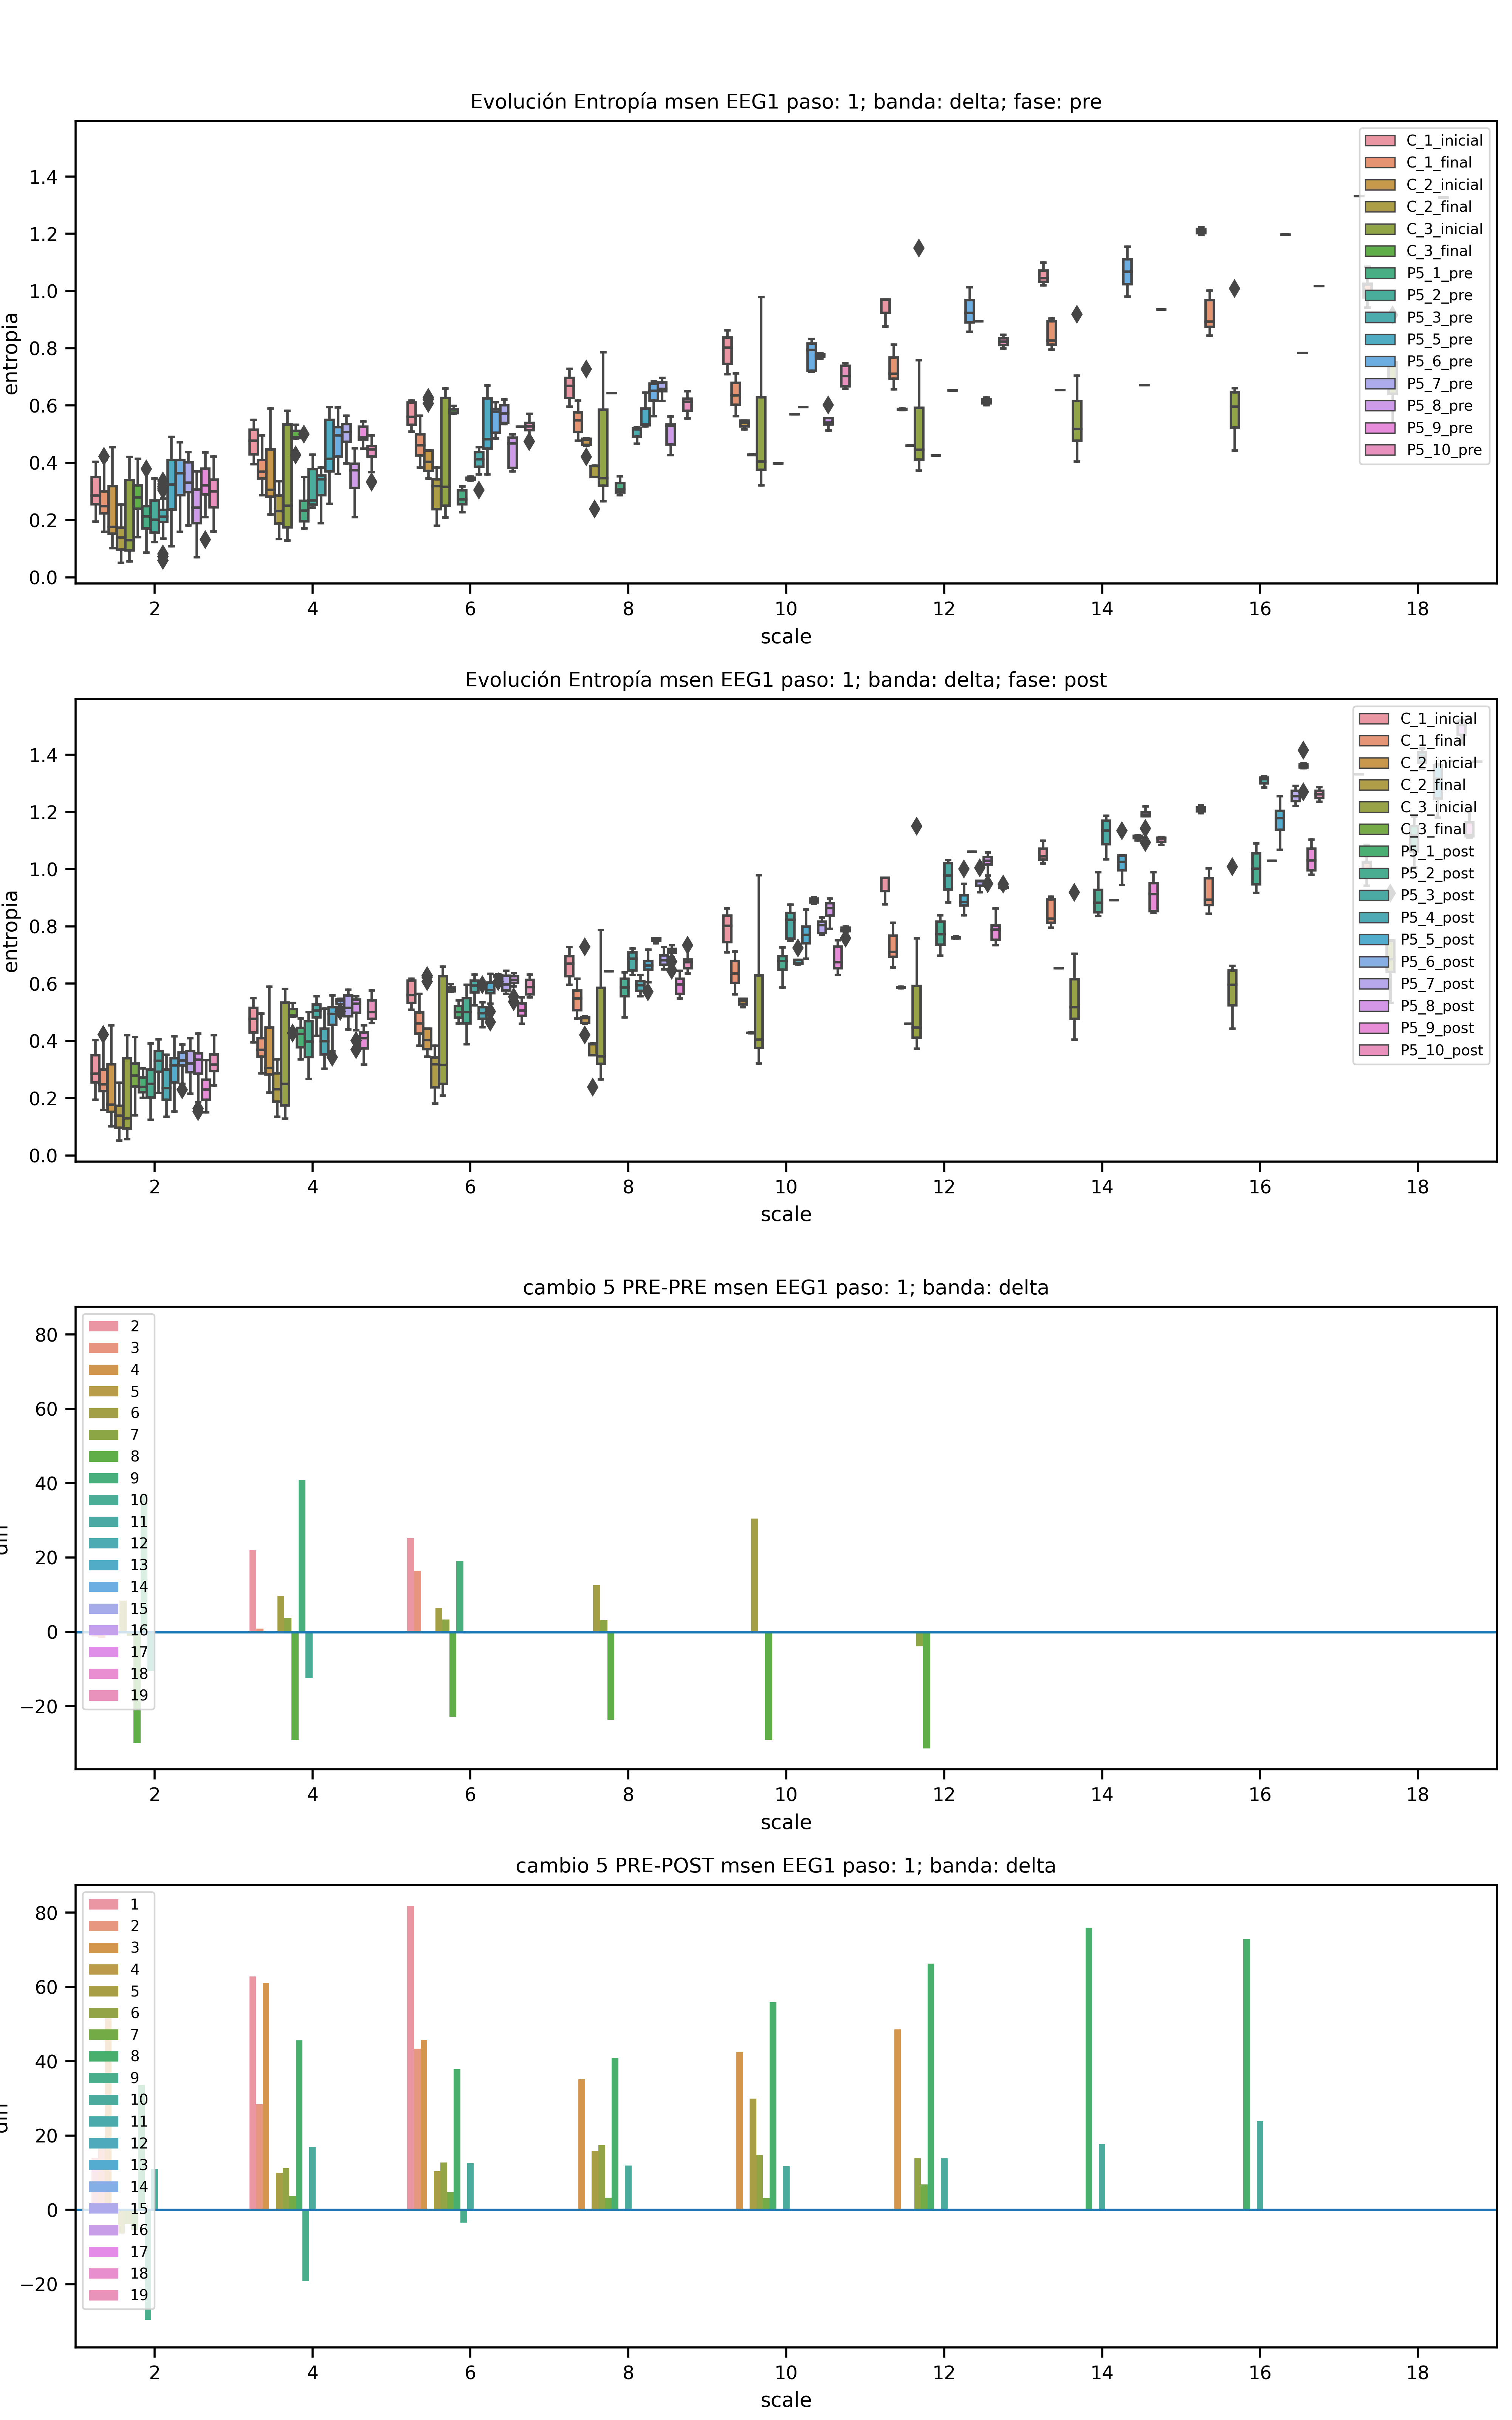 Evolución Entropía msen EEG1 paso: 1; banda: delta; fase: pre
entropia
1.4
1.2
1.0
0.8
0.6
0.4
0.2
0.0
C_1_inicial
C_1_final
C_2_inicial
C_2_final
C_3_inicial
C_3_final
P5_1_pre
P5_2_pre
P5_3_pre
P5_5_pre
P5_6_pre
P5_7_pre
P5_8_pre
P5_9_pre
P5_10_pre
2 4 6 8 10 12 14 16 18
scale
Evolución Entropía msen EEG1 paso: 1; banda: delta; fase: post
entropia
1.4
1.2
1.0
0.8
0.6
0.4
0.2
0.0
C_1_inicial
C_1_final
C_2_inicial
C_2_final
C_3_inicial
C_3_final
P5_1_post
P5_2_post
P5_3_post
P5_4_post
P5_5_post
P5_6_post
P5_7_post
P5_8_post
P5_9_post
P5_10_post
2 4 6 8 10 12 14 16 18
scale
cambio 5 PRE-PRE msen EEG1 paso: 1; banda: delta
80
60
40
20
0
−20
2
3
4
5
6
7
8
9
10
11
12
13
14
15
16
17
18
19
2 4 6 8 10 12 14 16 18
scale
cambio 5 PRE-POST msen EEG1 paso: 1; banda: delta
80
60
40
20
0
−20
1
2
3
4
5
6
7
8
9
10
11
12
13
14
15
16
17
18
19
2 4 6 8 10 12 14 16 18
scale